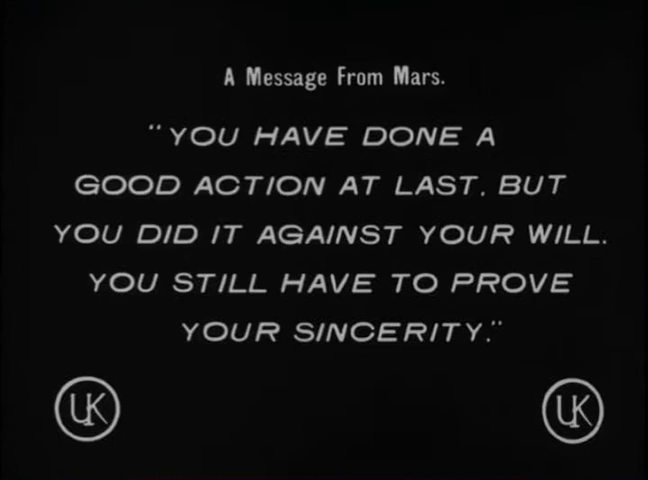 A Message From Mars.
"YOU HAVE DONE A
GOOD ACTION AT LAST. BUT
YOU DID IT AGAINST YOUR WILL.
YOU STILL HAVE TO PROVE
YOUR SINCERITY."
UK UK